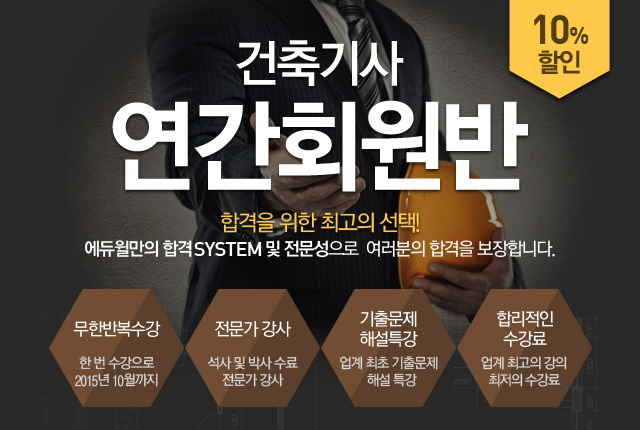 10%
할인
건축기사
연간회원반
합격을 위한 최고의 선택!
에듀윌만의 합격 SYSTEM 및 전문성으로 여러분의 합격을 보장합니다.
무한반복수강
한 번 수강으로
2015년 10월까지
전문가 강사
석사 및 박사 수료
전문가 강사
기출문제
해설특강
업계 최초 기출문제
해설 특강
합리적인
수강료
업계 최고의 강의
최저의 수강료